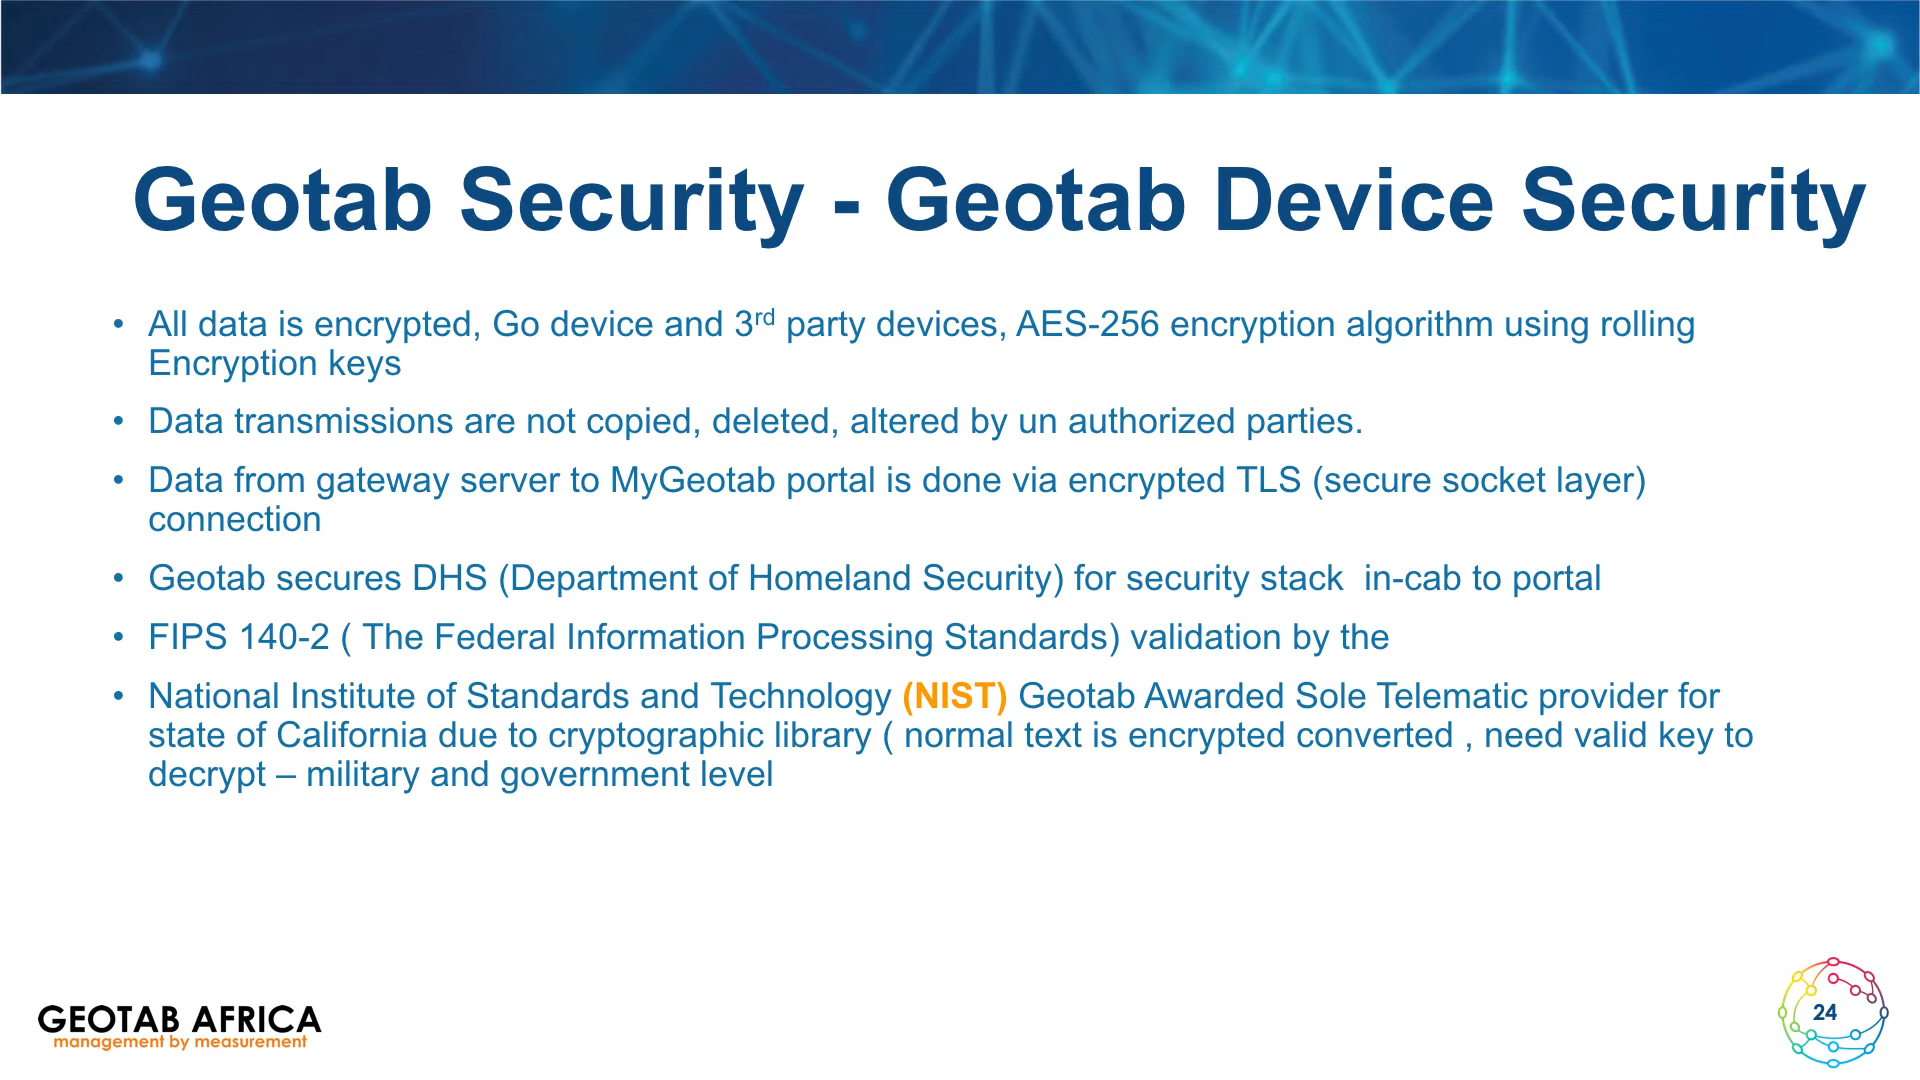 Geotab Security - Geotab Device Security
• All data is encrypted, Go device and 3rd party devices, AES-256 encryption algorithm using rolling
Encryption keys
• Data transmissions are not copied, deleted, altered by un authorized parties.
• Data from gateway server to MyGeotab portal is done via encrypted TLS (secure socket layer)
connection
• Geotab secures DHS (Department of Homeland Security) for security stack  in-cab to portal
• FIPS 140-2 ( The Federal Information Processing Standards) validation by the
• National Institute of Standards and Technology (NIST) Geotab Awarded Sole Telematic provider for
state of California due to cryptographic library ( normal text is encrypted converted , need valid key to
decrypt – military and government level
GEOTAB AFRICA
management by measurement
24